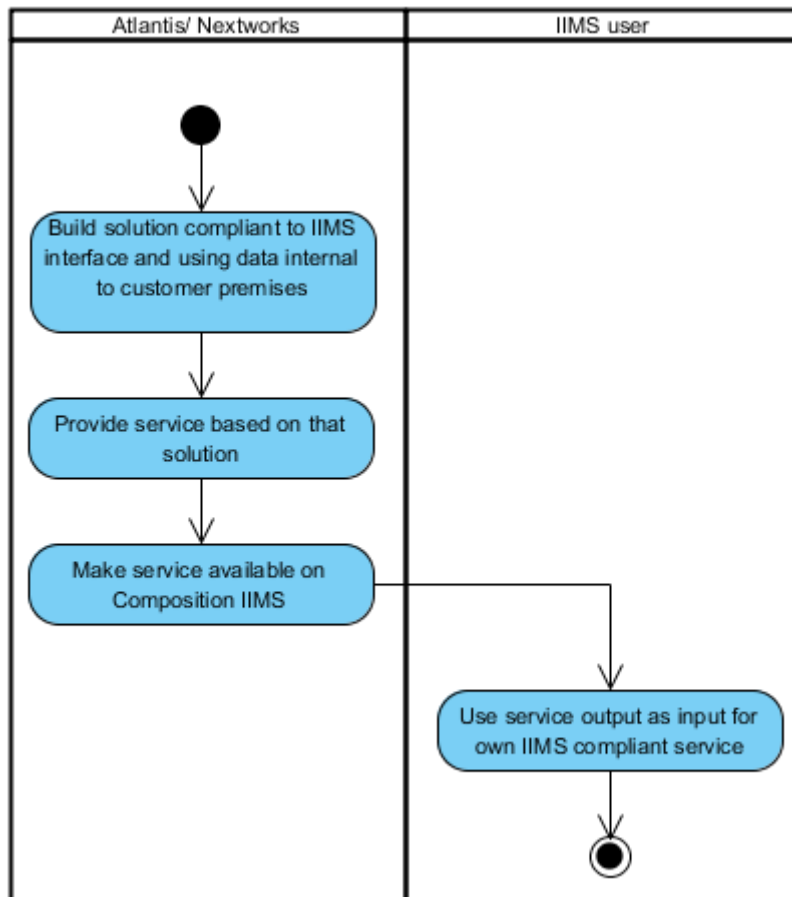 Atlantis/ Nextworks
IIMS user
Build solution compliant to IIMS
interface and using data internal
to customer premises
Provide service based on that
solution
Make service available on
Composition IIMS
Use service output as input for
own IIMS compliant service